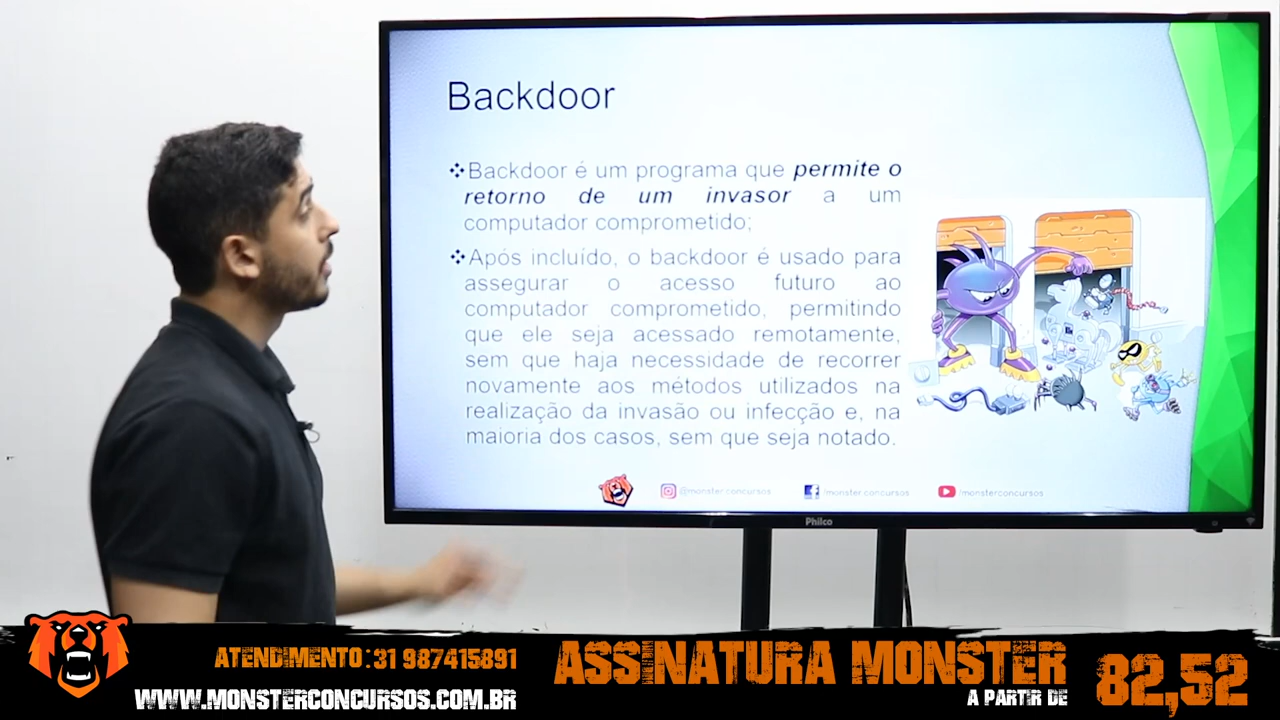 Backdoor
❖Backdoor é um programa que permite o
retorno de um invasor a um
computador comprometido;
❖Após incluído, o backdoor é usado para
assegurar o acesso futuro ao
computador comprometido, permitindo
que ele seja acessado remotamente,
sem que haja necessidade de recorrer
novamente aos métodos utilizados na
realização da invasão ou infecção e, na
maioria dos casos, sem que seja notado.
@monster.concursos
/monster.concursos
/monsterconcursos
Philco
ATENDIMENTO: 31 987415891
WWW.MONSTERCONCURSOS.COM.BR
ASSINATURA MONSTER
A PARTIR DE
82,52